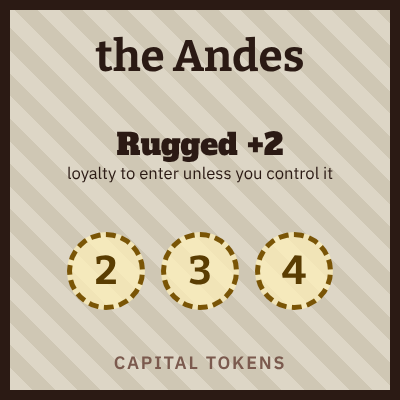 the Andes
Rugged +2
loyalty to enter unless you control it
2 3 4
CAPITAL TOKENS